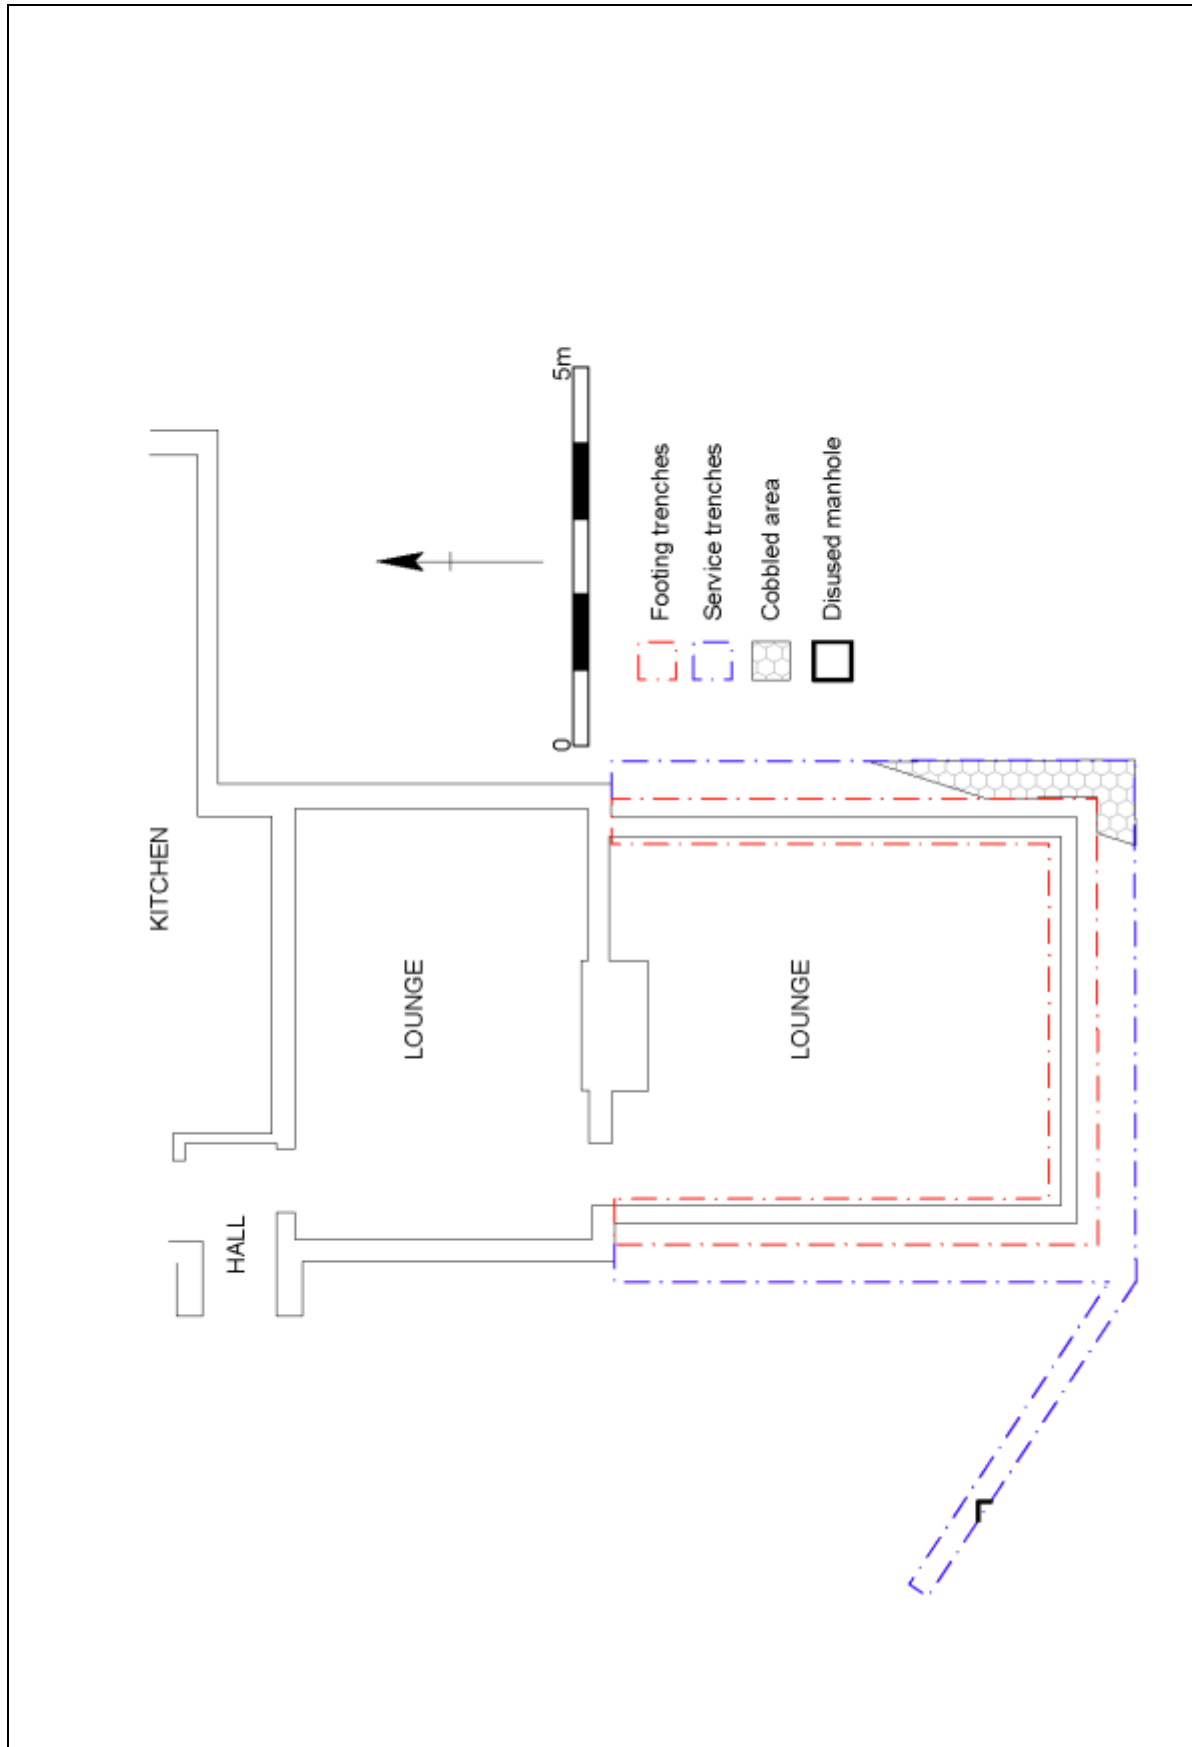 KITCHEN
HALL
LOUNGE
LOUNGE
0
5m
Footing trenches
Service trenches
Cobbled area
Disused manhole